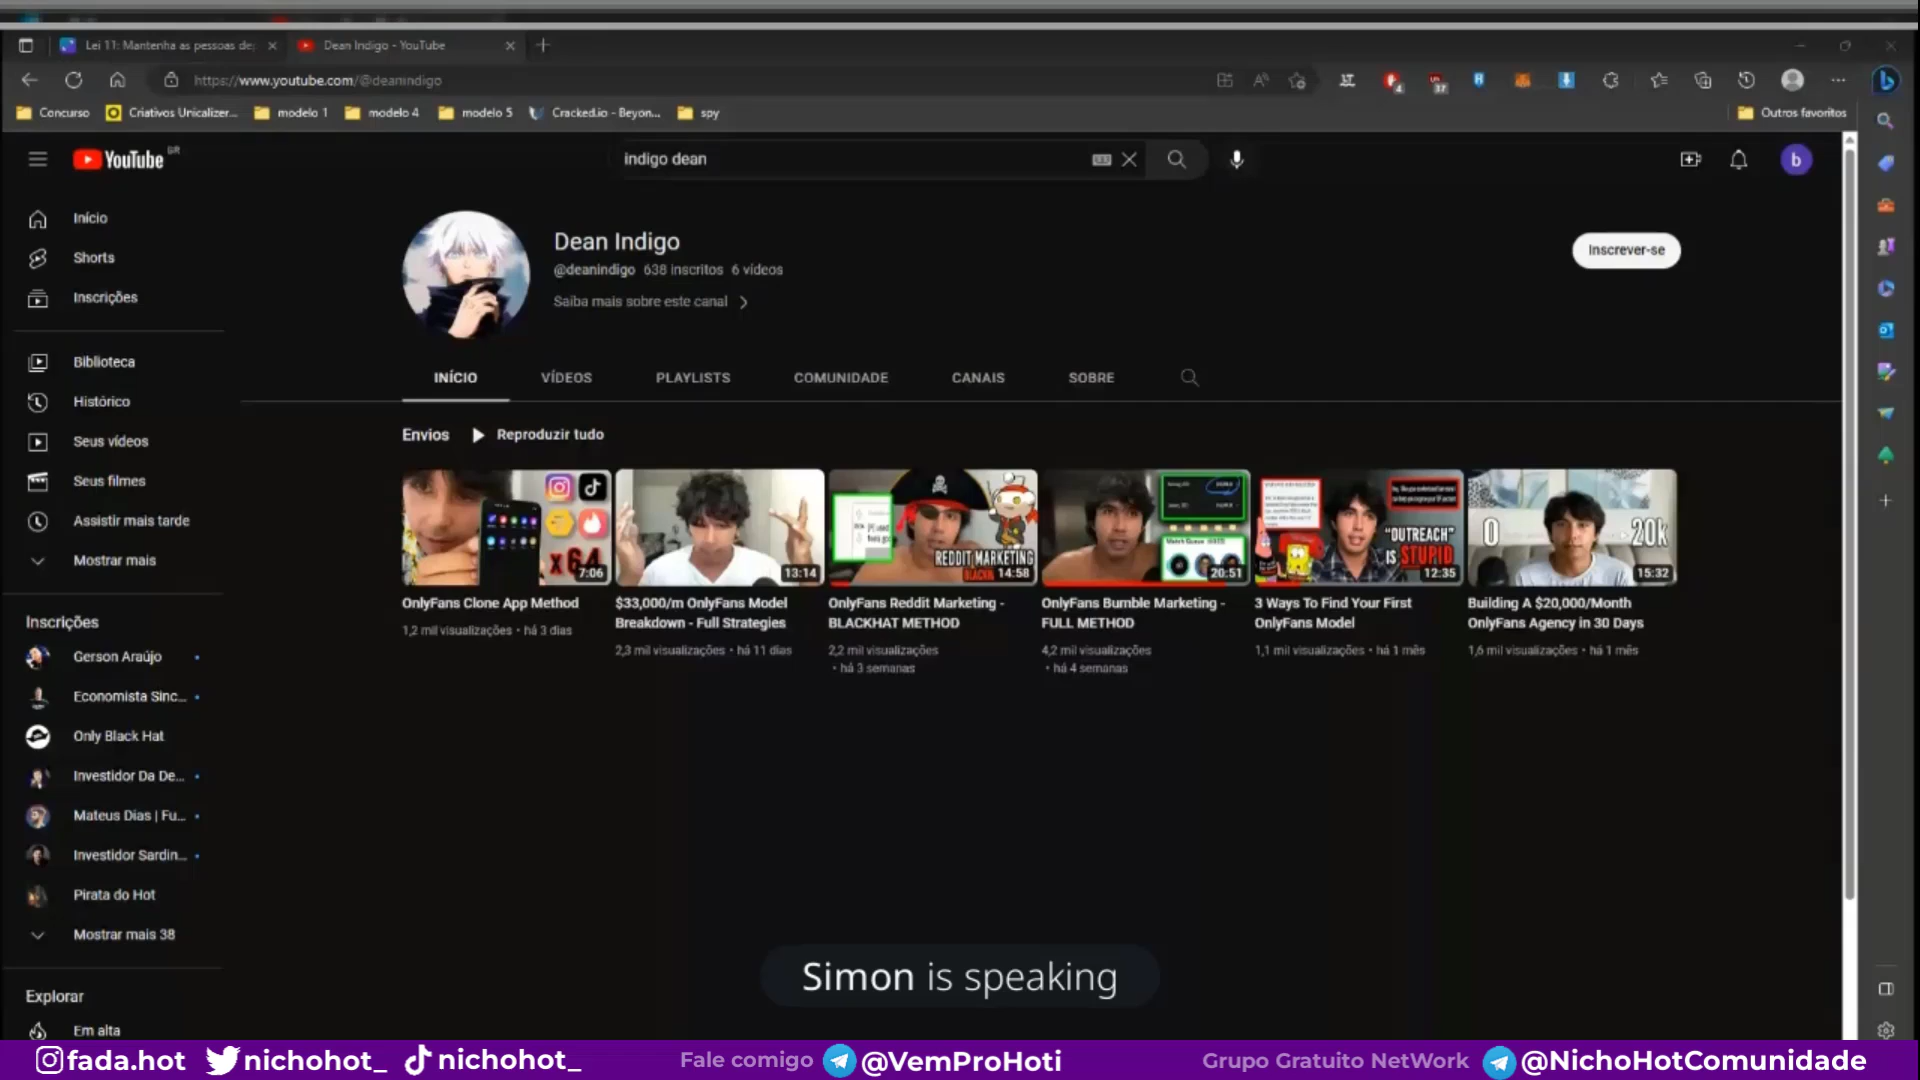 Lei 11: Mantenha as pessoas de;
Dean Indigo - YouTube
https://www.youtube.com/@deanindigo
Concurso
Criativos Unicalizer...
modelo 1
modelo 4
modelo 5
Cracked.io - Beyon...
spy
Outros favoritos
YouTube BR
indigo dean
b
Início
Shorts
Inscrições
Biblioteca
Histórico
Seus vídeos
Seus filmes
Assistir mais tarde
Mostrar mais
Inscrições
Gerson Araújo
Economista Sinc...
Only Black Hat
Investidor Da De...
Mateus Dias | Fu...
Investidor Sardin...
Pirata do Hot
Mostrar mais 38
Explorar
Em alta
Dean Indigo
@deanindigo 638 inscritos 6 vídeos
Saiba mais sobre este canal
Inscrever-se
INÍCIO VÍDEOS PLAYLISTS COMUNIDADE CANAIS SOBRE
Envios Reproduzir tudo
x64
7:06
OnlyFans Clone App Method
1,2 mil visualizações • há 3 dias
13:14
$33,000/m OnlyFans Model
Breakdown - Full Strategies
2,3 mil visualizações • há 11 dias
REDDIT MARKETING
BLACKHAT
14:58
OnlyFans Reddit Marketing -
BLACKHAT METHOD
2,2 mil visualizações
• há 3 semanas
20:51
OnlyFans Bumble Marketing -
FULL METHOD
4,2 mil visualizações
• há 4 semanas
"OUTREACH"
IS STUPID
12:35
3 Ways To Find Your First
OnlyFans Model
1,1 mil visualizações • há 1 mês
0 20k
15:32
Building A $20,000/Month
OnlyFans Agency in 30 Days
1,6 mil visualizações • há 1 mês
Simon is speaking
fada.hot nichohot_ nichohot_ Fale comigo @VemProHoti Grupo Gratuito NetWork @NichoHotComunidade